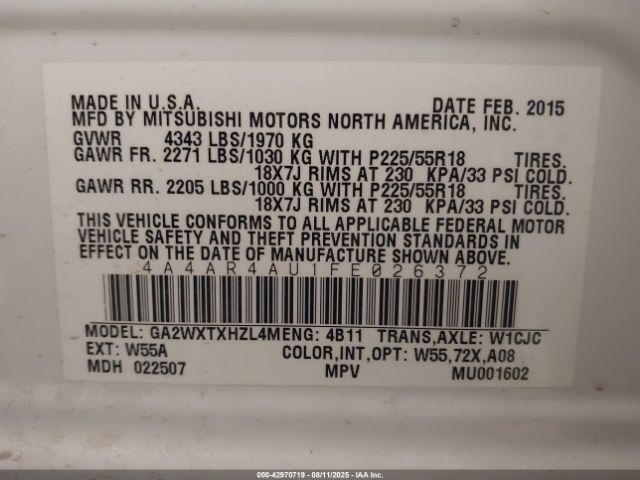 MADE IN U.S.A. DATE FEB. 2015
MFD BY MITSUBISHI MOTORS NORTH AMERICA, INC.
GVWR 4343 LBS/1970 KG
GAWR FR. 2271 LBS/1030 KG WITH P225/55R18 TIRES.
18X7J RIMS AT 230 KPA/33 PSI COLD.
GAWR RR. 2205 LBS/1000 KG WITH P225/55R18 TIRES.
18X7J RIMS AT 230 KPA/33 PSI COLD.
THIS VEHICLE CONFORMS TO ALL APPLICABLE FEDERAL MOTOR
VEHICLE SAFETY AND THEFT PREVENTION STANDARDS IN
EFFECT ON THE DATE OF MANUFACTURE SHOWN ABOVE.
4A4AR4AU1FE026372
MODEL: GA2WXTXHZL4MENG: 4B11 TRANS,AXLE: W1CJC
EXT: W55A COLOR,INT,OPT: W55,72X,A08
MDH 022507 MPV MU001602
000-42970719 - 08/11/2025 - IAA Inc.